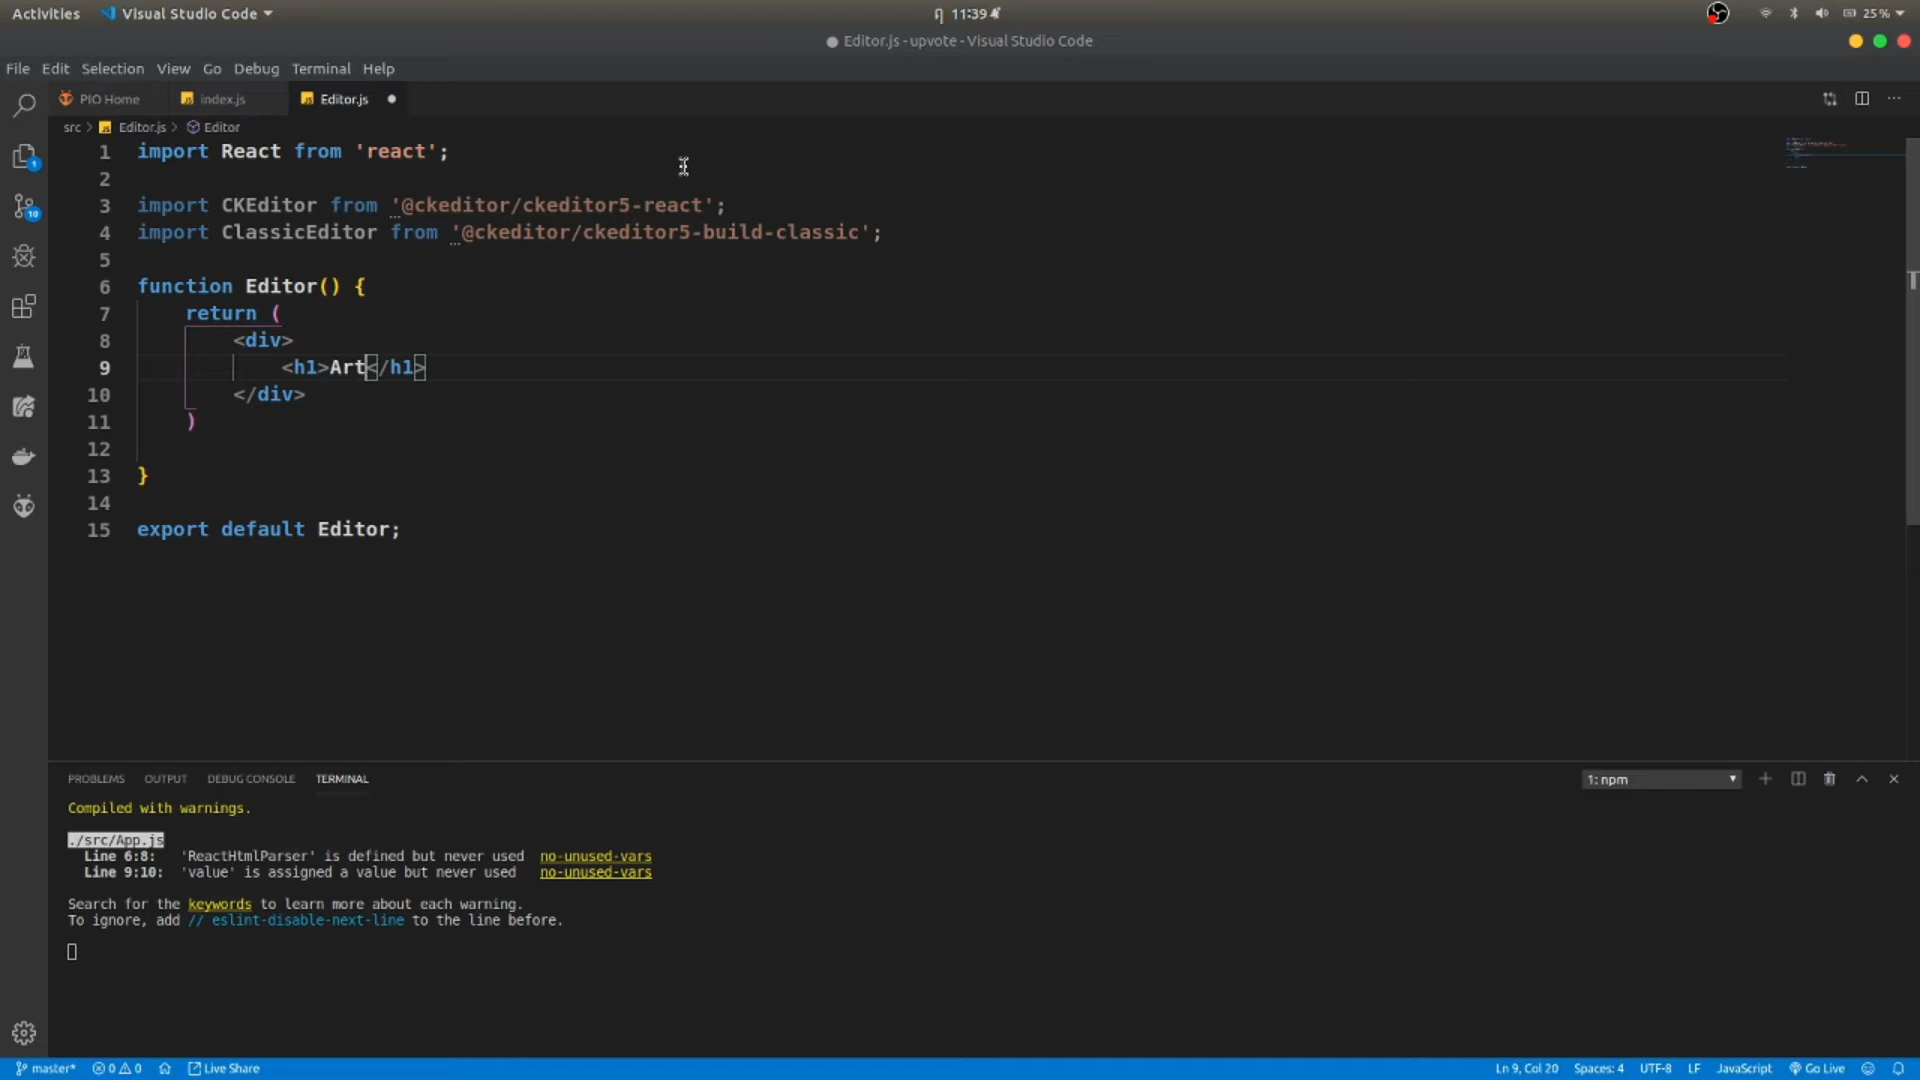 Activities Visual Studio Code 11:39 25%
Editor.js - upvote - Visual Studio Code
File Edit Selection View Go Debug Terminal Help
PIO Home index.js Editor.js
src > Editor.js > Editor
1 import React from 'react';
2
3 import CKEditor from '@ckeditor/ckeditor5-react';
4 import ClassicEditor from '@ckeditor/ckeditor5-build-classic';
5
6 function Editor() {
7 return (
8 <div>
9 <h1>Art</h1>
10 </div>
11 )
12
13 }
14
15 export default Editor;
1
10
PROBLEMS OUTPUT DEBUG CONSOLE TERMINAL 1: npm
Compiled with warnings.
./src/App.js
Line 6:8: 'ReactHtmlParser' is defined but never used no-unused-vars
Line 9:10: 'value' is assigned a value but never used no-unused-vars
Search for the keywords to learn more about each warning.
To ignore, add // eslint-disable-next-line to the line before.
master* 0 0 Live Share Ln 9, Col 20 Spaces: 4 UTF-8 LF JavaScript Go Live